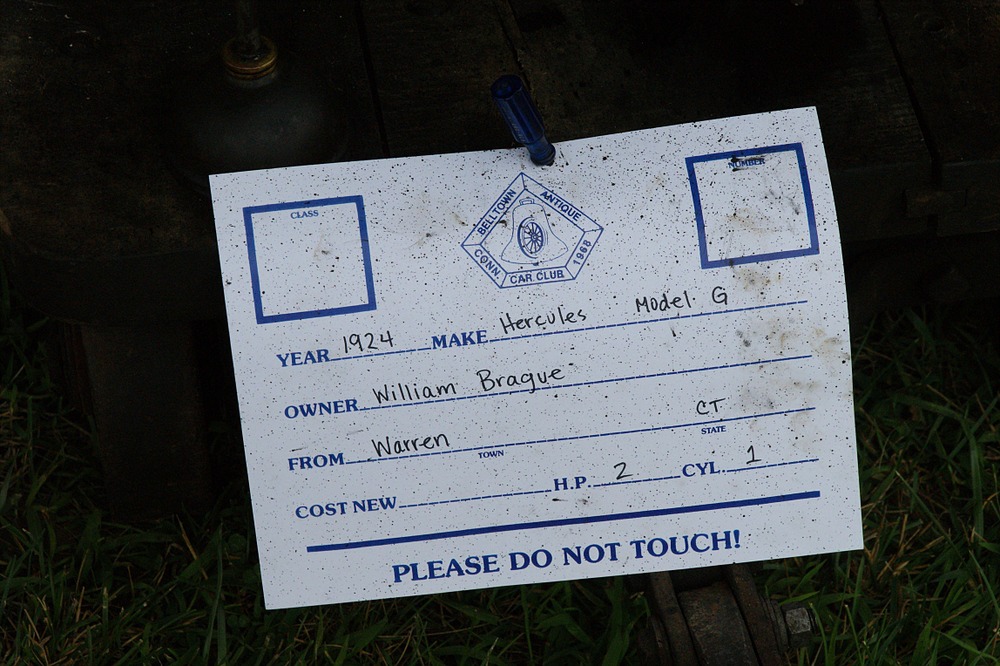 CLASS
NUMBER
BELLTOWN ANTIQUE
CONN. CAR CLUB 1968
YEAR 1924 MAKE Hercules Model G
OWNER William Brague
FROM Warren CT
TOWN STATE
COST NEW H.P. 2 CYL. 1
PLEASE DO NOT TOUCH!